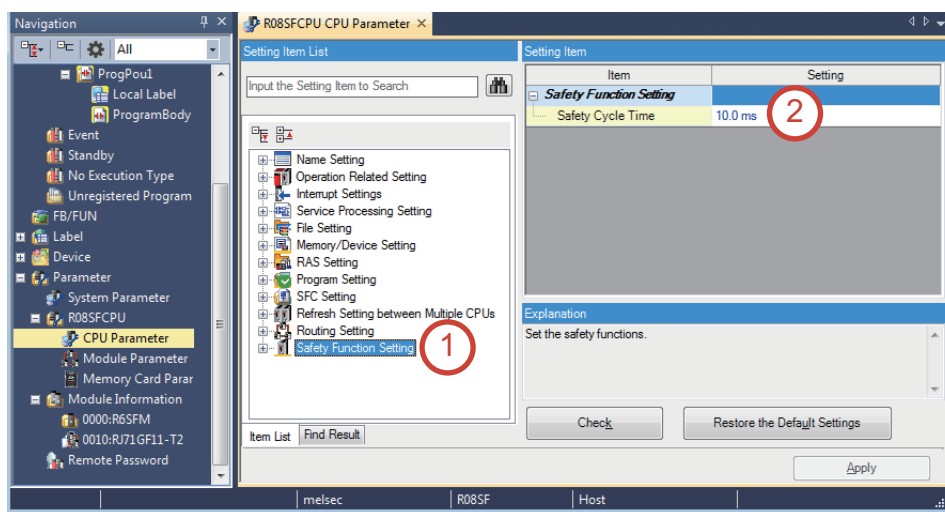 Navigation
All
ProgPou1
Local Label
ProgramBody
Event
Standby
No Execution Type
Unregistered Program
FB/FUN
Label
Device
Parameter
System Parameter
R08SFCPU
CPU Parameter
Module Parameter
Memory Card Parar
Module Information
0000:R6SFM
0010:RJ71GF11-T2
Remote Password
R08SFCPU CPU Parameter
Setting Item List
Input the Setting Item to Search
Name Setting
Operation Related Setting
Interrupt Settings
Service Processing Setting
File Setting
Memory/Device Setting
RAS Setting
Program Setting
SFC Setting
Refresh Setting between Multiple CPUs
Routing Setting
Safety Function Setting
1
Item List Find Result
Setting Item
Item Setting
Safety Function Setting
Safety Cycle Time 10.0 ms
2
Explanation
Set the safety functions.
Check Restore the Default Settings
Apply
melsec R08SF Host